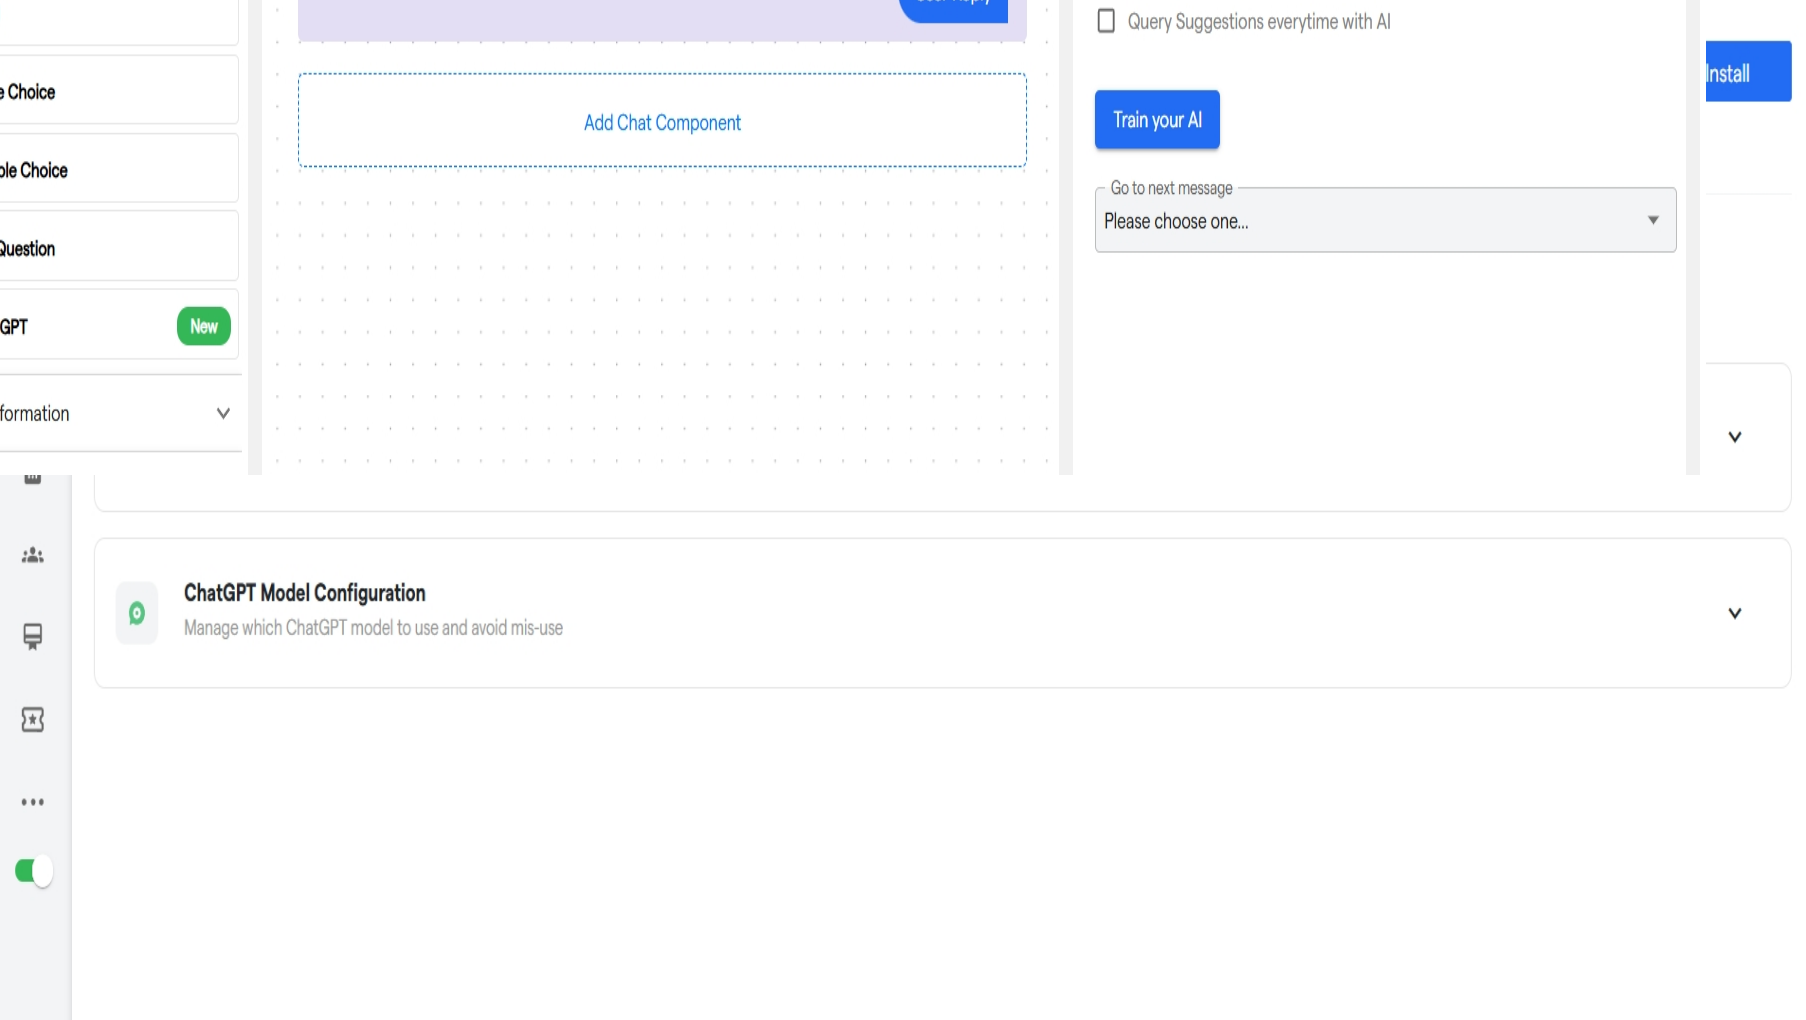 Query Suggestions everytime with AI
Install
e Choice
Train your AI
Add Chat Component
ple Choice
Go to next message
Please choose one...
Question
GPT
New
formation
ChatGPT Model Configuration
Manage which ChatGPT model to use and avoid mis-use